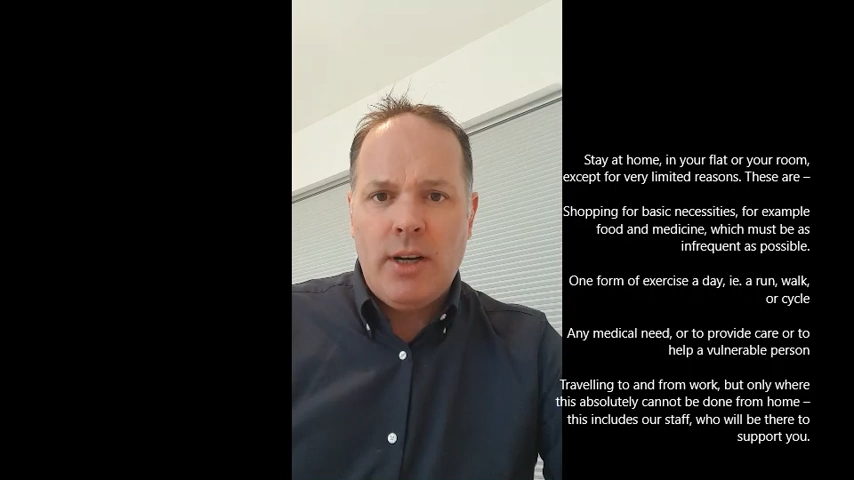 Stay at home, in your flat or your room,
except for very limited reasons. These are –
Shopping for basic necessities, for example
food and medicine, which must be as
infrequent as possible.
One form of exercise a day, ie. a run, walk,
or cycle
Any medical need, or to provide care or to
help a vulnerable person
Travelling to and from work, but only where
this absolutely cannot be done from home –
this includes our staff, who will be there to
support you.